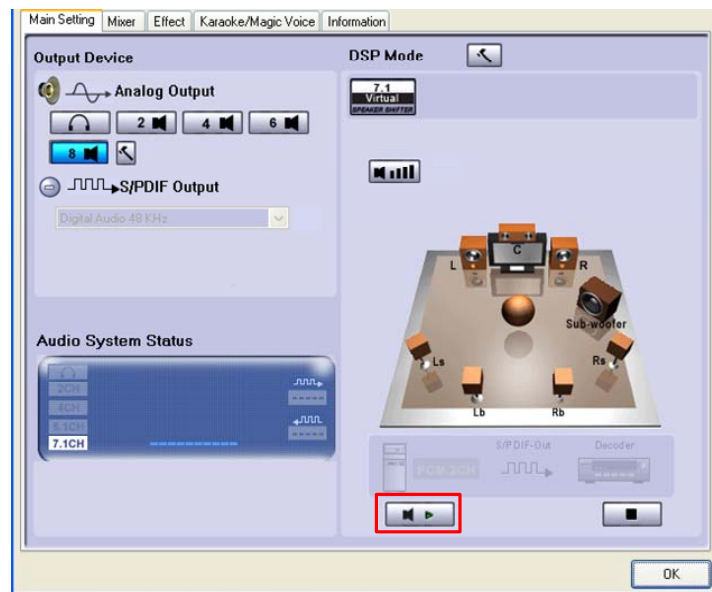 Main Setting Mixer Effect Karaoke/Magic Voice Information
Output Device
Analog Output
2 4 6
8
S/PDIF Output
Digital Audio 48 KHz
Audio System Status
2CH
4CH
5.1CH
7.1CH
DSP Mode
7.1
Virtual
SPEAKER SHIFTER
C
L R
Sub-woofer
Ls Rs
Lb Rb
S/PDIF-Out Decoder
PCM 2CH
OK